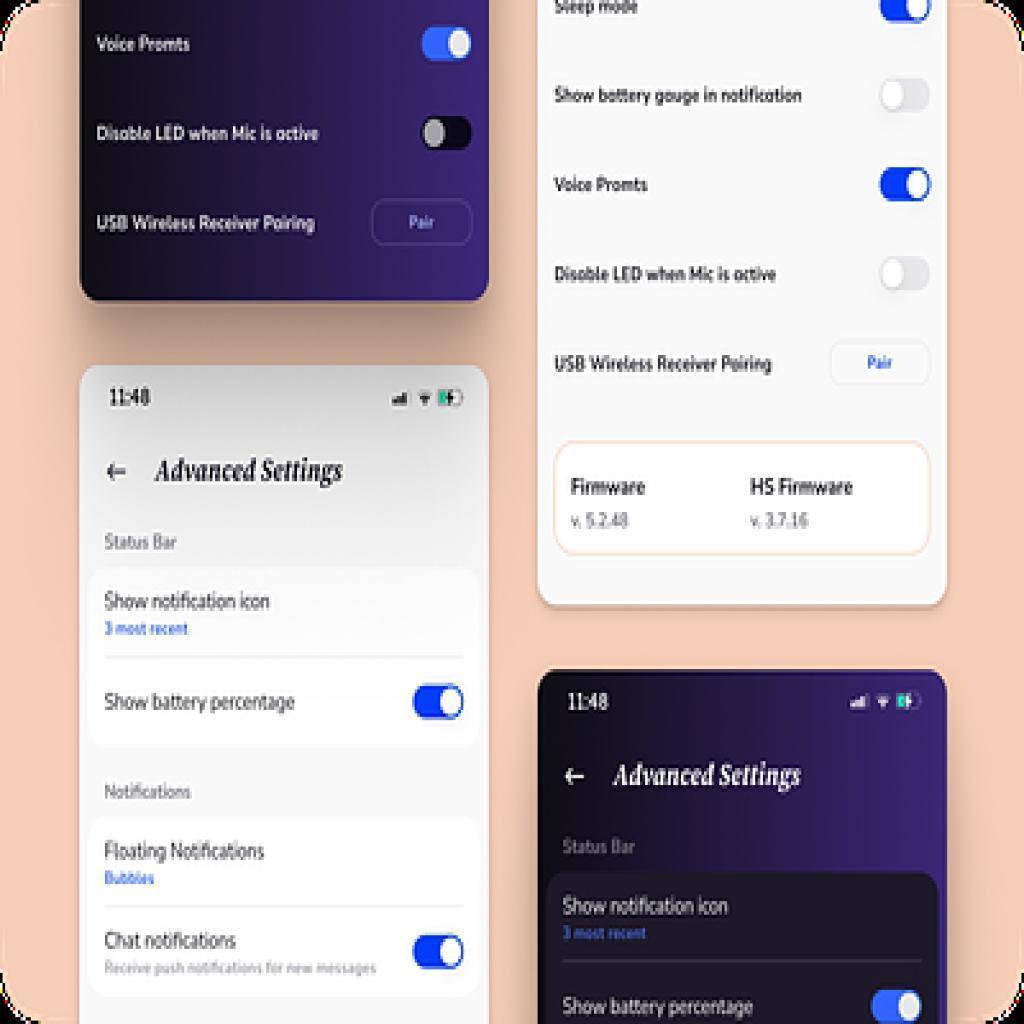 Voice Promts
Disable LED when Mic is active
USB Wireless Receiver Pairing
Pair
11:48
Advanced Settings
Status Bar
Show notification icon
3 most recent
Show battery percentage
Notifications
Floating Notifications
Bubbles
Chat notifications
Receive push notifications for new messages
Sleep mode
Show battery gauge in notification
Voice Promts
Disable LED when Mic is active
USB Wireless Receiver Pairing
Pair
Firmware
HS Firmware
v. 5.2.48
v. 3.7.16
11:48
Advanced Settings
Status Bar
Show notification icon
3 most recent
Show battery percentage